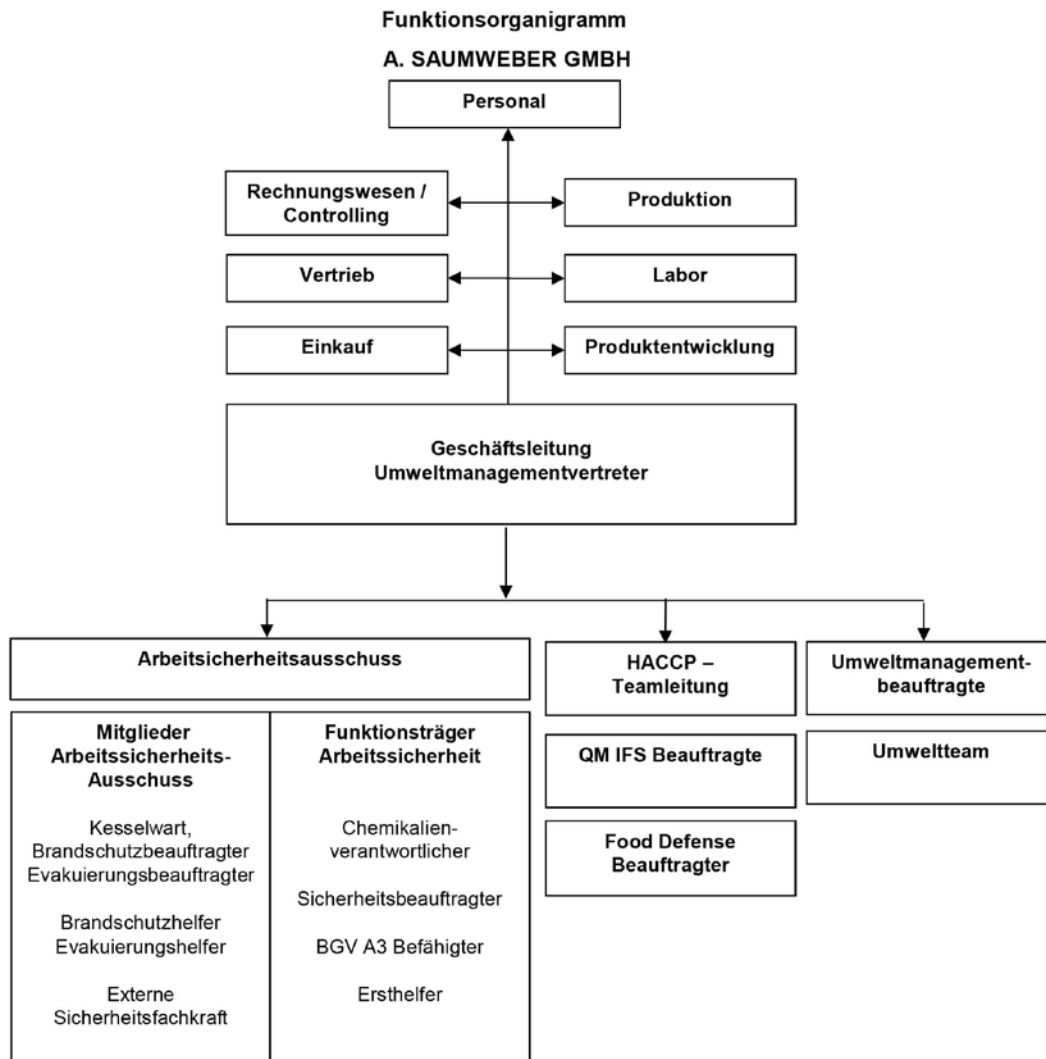 Funktionsorganigramm
A. SAUMWEBER GMBH
Personal
Rechnungswesen /
Controlling
Produktion
Vertrieb
Labor
Einkauf
Produktentwicklung
Geschäftsleitung
Umweltmanagementvertreter
Arbeitsicherheitsausschuss
HACCP –
Teamleitung
Umweltmanagement-
beauftragte
Mitglieder
Arbeitssicherheits-
Ausschuss
Kesselwart,
Brandschutzbeauftragter
Evakuierungsbeauftragter
Brandschutzhelfer
Evakuierungshelfer
Externe
Sicherheitsfachkraft
Funktionsträger
Arbeitssicherheit
Chemikalien-
verantwortlicher
Sicherheitsbeauftragter
BGV A3 Befähigter
Ersthelfer
QM IFS Beauftragte
Food Defense
Beauftragter
Umweltteam